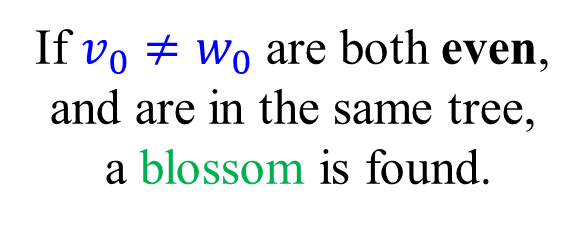 If 𝑣₀ ≠ 𝑤₀ are both even,
and are in the same tree,
a blossom is found.